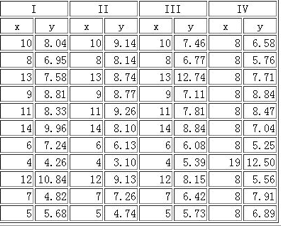 I II III IV
x y x y x y x y
10 8.04 10 9.14 10 7.46 8 6.58
8 6.95 8 8.14 8 6.77 8 5.76
13 7.58 13 8.74 13 12.74 8 7.71
9 8.81 9 8.77 9 7.11 8 8.84
11 8.33 11 9.26 11 7.81 8 8.47
14 9.96 14 8.10 14 8.84 8 7.04
6 7.24 6 6.13 6 6.08 8 5.25
4 4.26 4 3.10 4 5.39 19 12.50
12 10.84 12 9.13 12 8.15 8 5.56
7 4.82 7 7.26 7 6.42 8 7.91
5 5.68 5 4.74 5 5.73 8 6.89